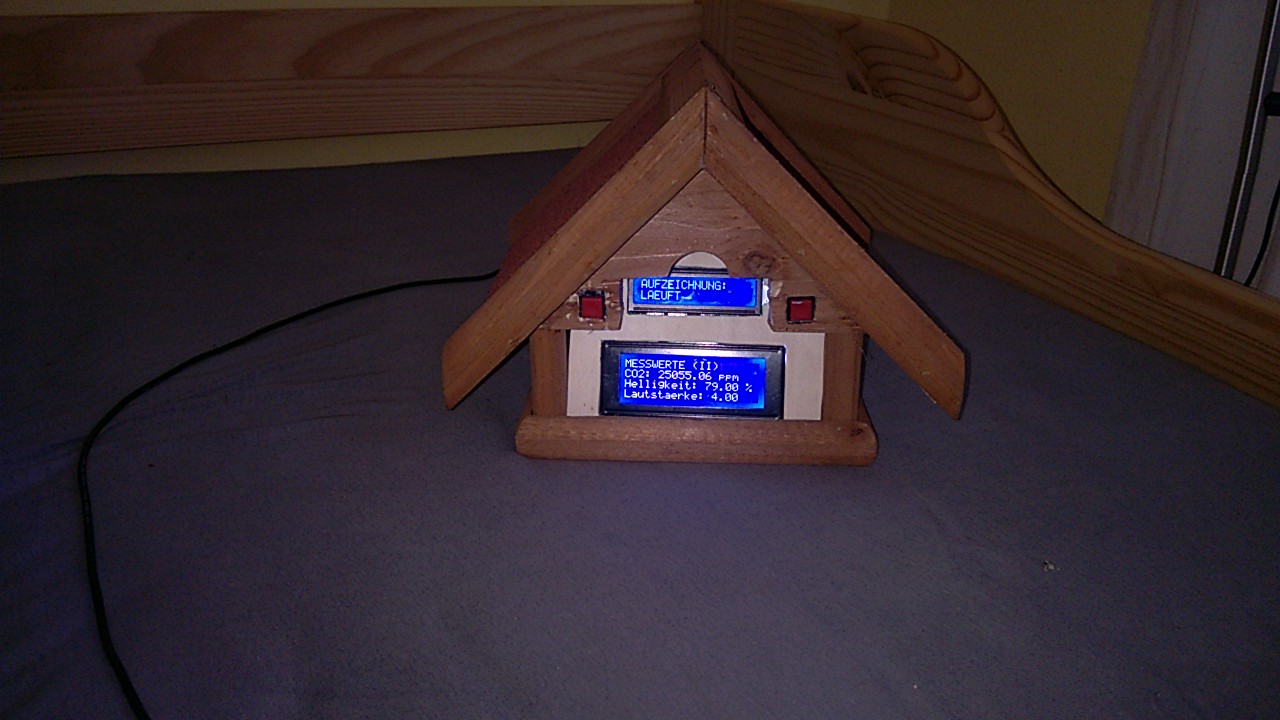 AUFZEICHNUNG:
LAEUFT
MESSWERTE (II)
CO2: 25055.06 ppm
Helligkeit: 79.00 %
Lautstaerke: 4.00